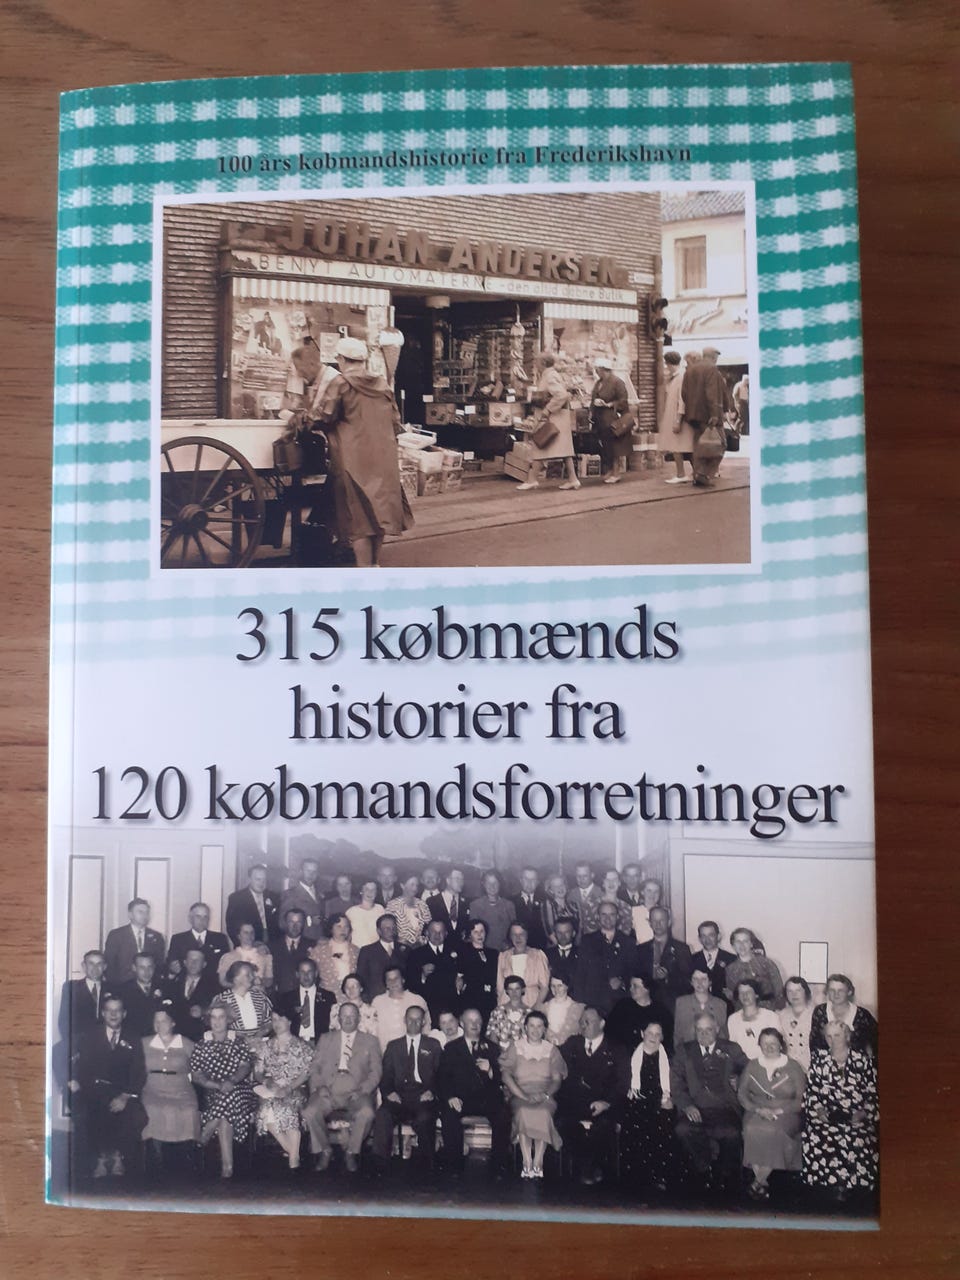 100 års købmandshistorie fra Frederikshavn
JOHAN ANDERSEN
BENYT AUTOMATERNE - den altid åbne Butik
315 købmænds
historier fra
120 købmandsforretninger